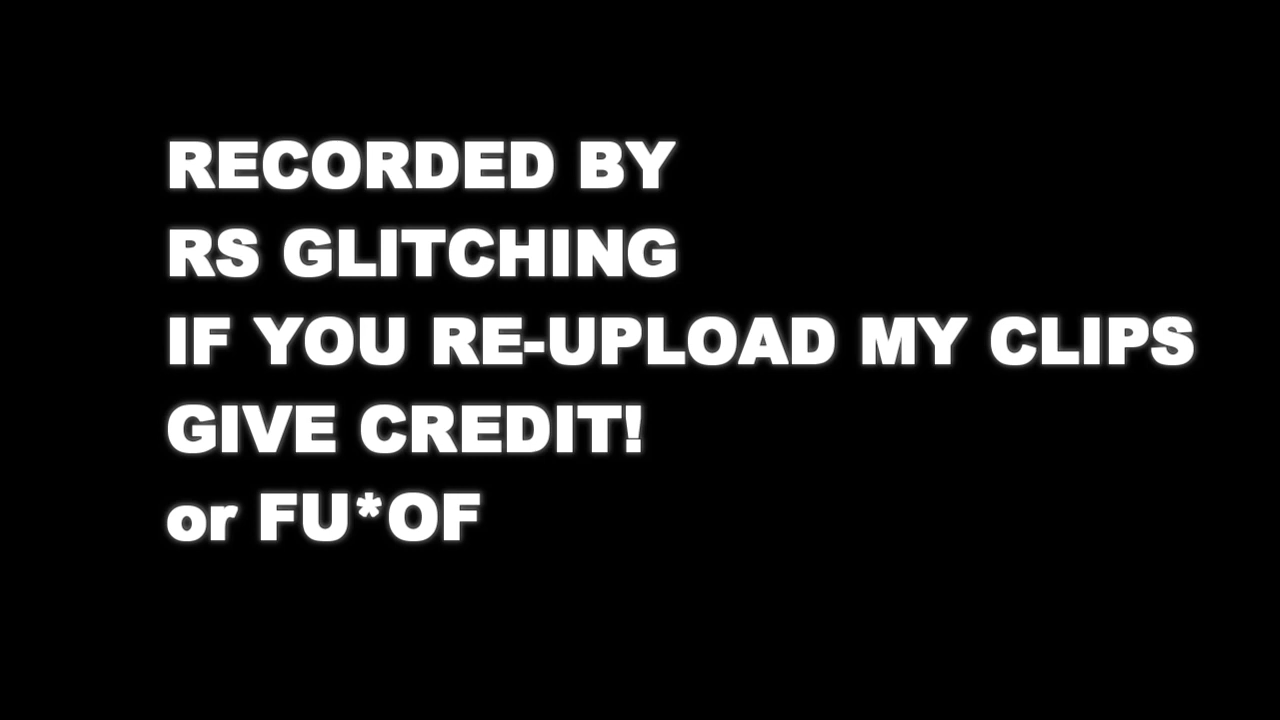 RECORDED BY
RS GLITCHING
IF YOU RE-UPLOAD MY CLIPS
GIVE CREDIT!
or FU*OF